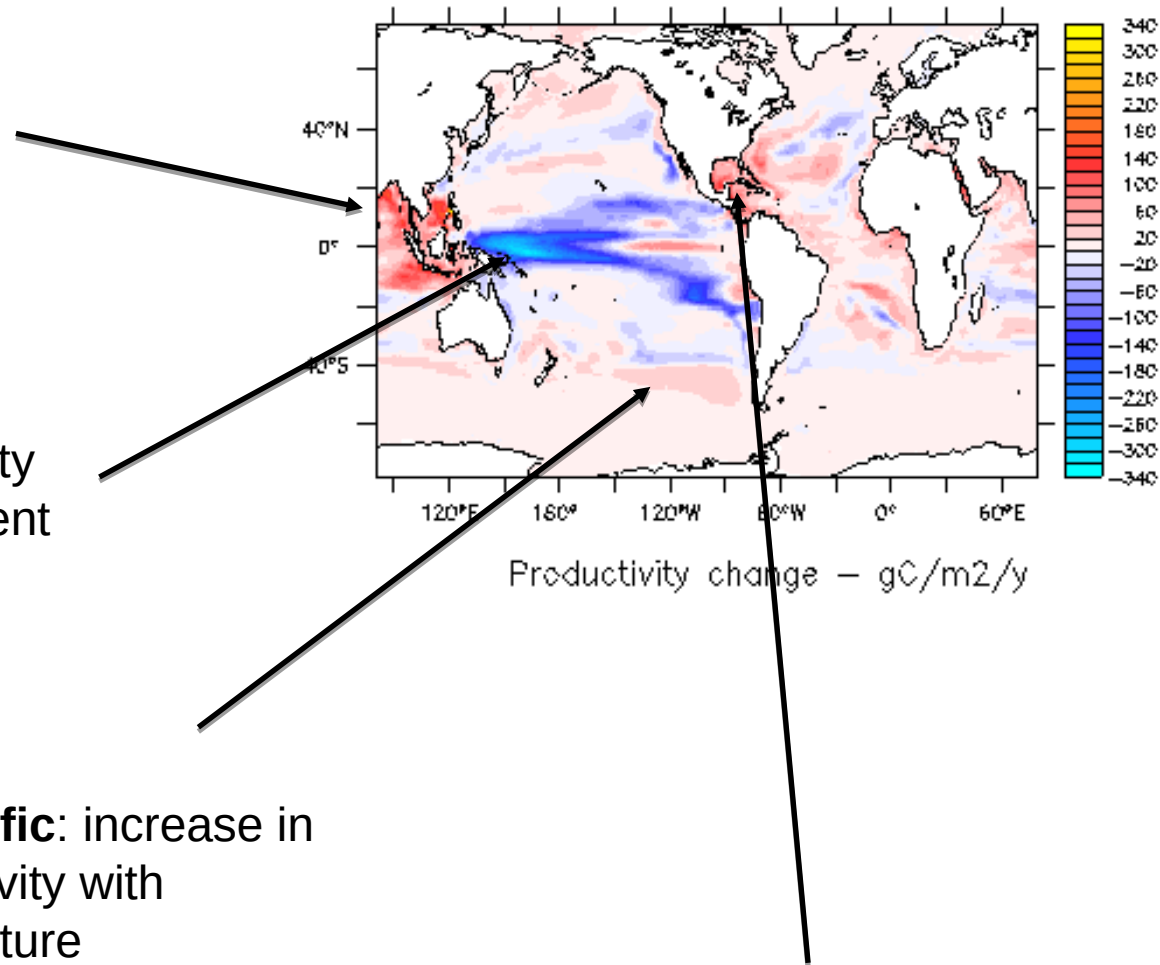 340
300
260
220
180
140
100
60
20
-20
-60
-100
-140
-180
-220
-260
-300
-340
40°N
0°
40°S
120°E 180° 120°W 60°W 0° 60°E
Productivity change – gC/m2/y
ty
ent
fic: increase in
vity with
ture